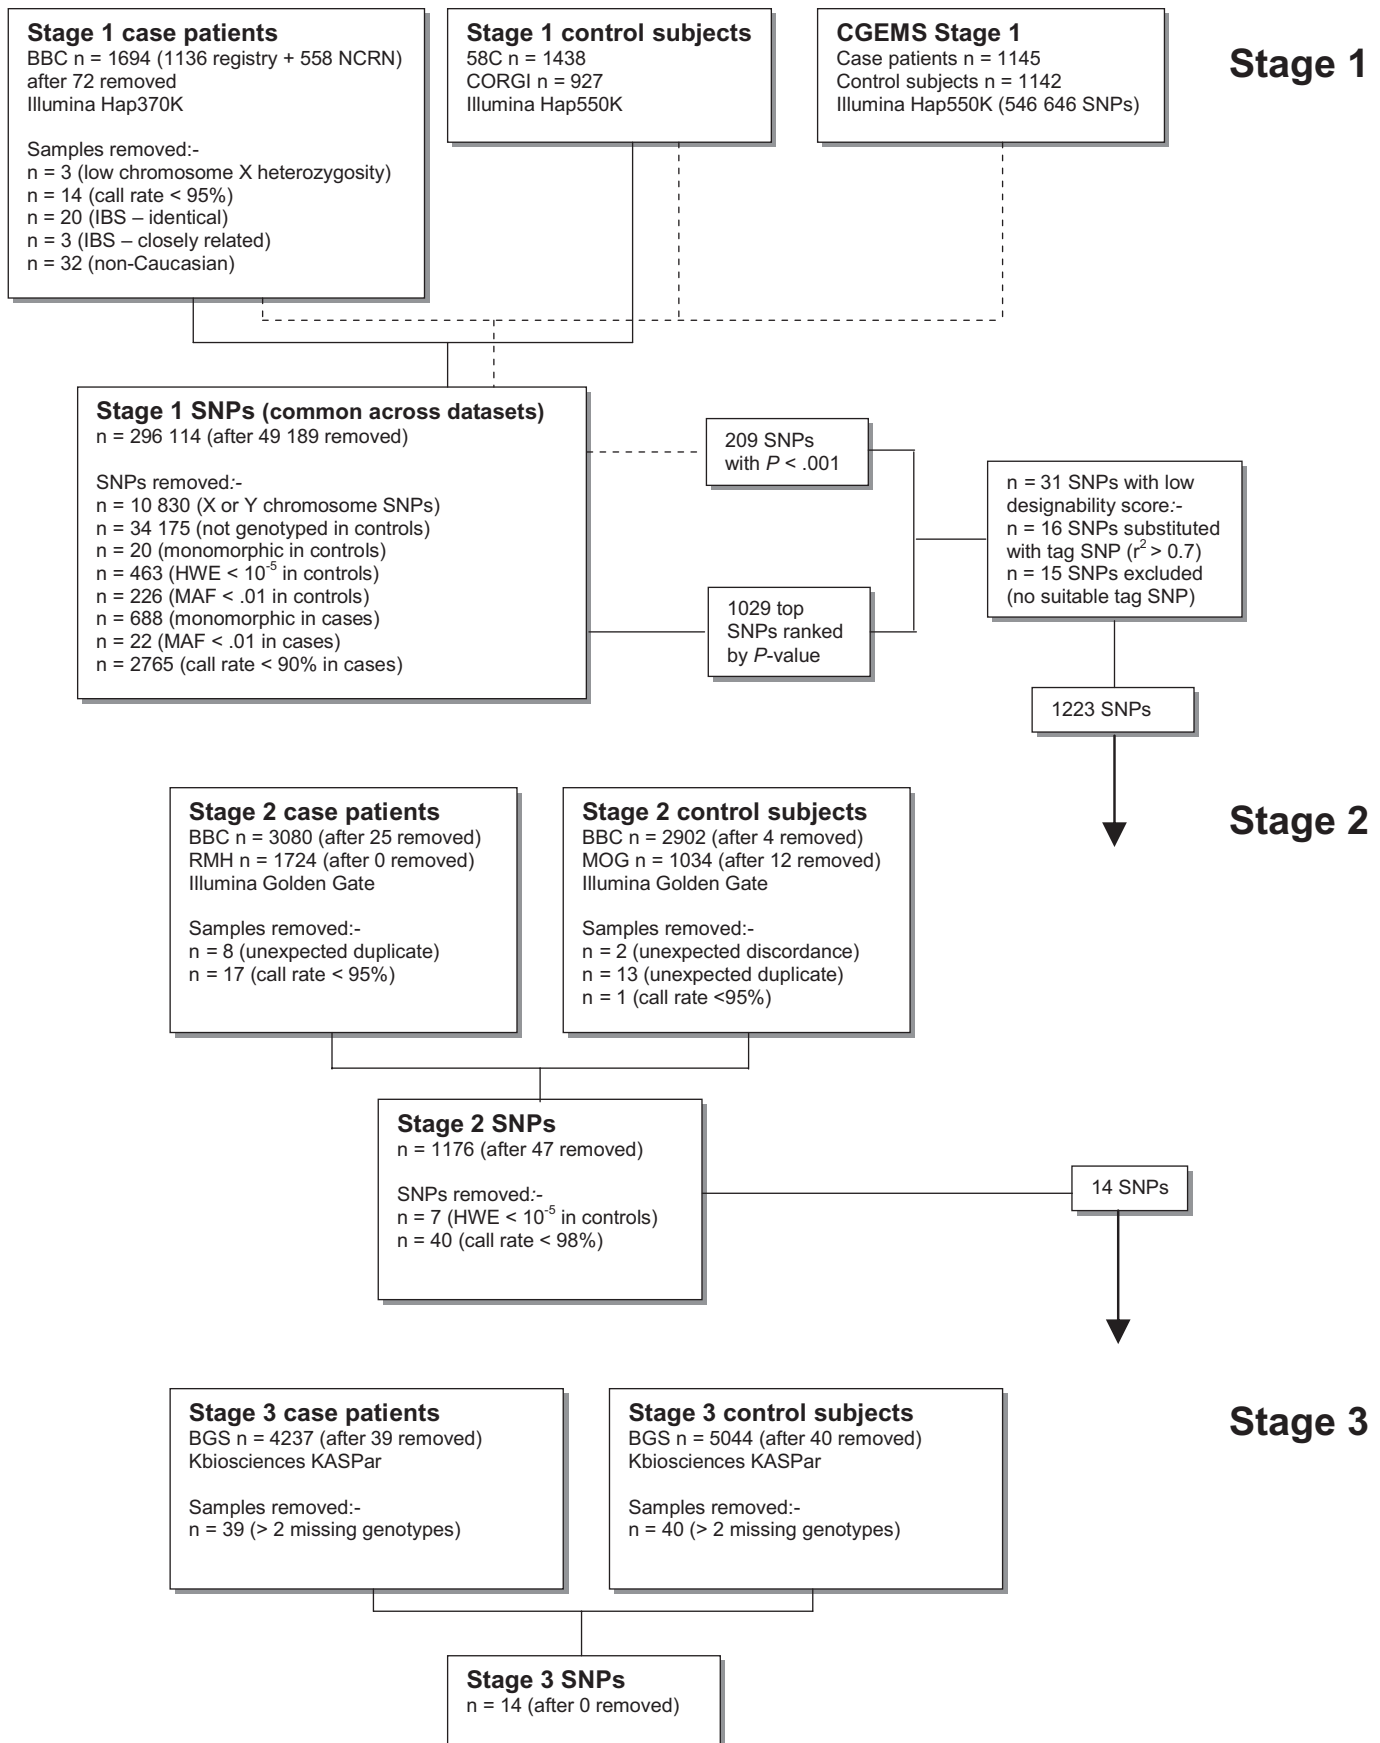 Stage 1 case patients
BBC n = 1694 (1136 registry + 558 NCRN)
after 72 removed
Illumina Hap370K
Samples removed:-
n = 3 (low chromosome X heterozygosity)
n = 14 (call rate < 95%)
n = 20 (IBS – identical)
n = 3 (IBS – closely related)
n = 32 (non-Caucasian)
Stage 1 control subjects
58C n = 1438
CORGI n = 927
Illumina Hap550K
CGEMS Stage 1
Case patients n = 1145
Control subjects n = 1142
Illumina Hap550K (546 646 SNPs)
Stage 1
Stage 1 SNPs (common across datasets)
n = 296 114 (after 49 189 removed)
SNPs removed:-
n = 10 830 (X or Y chromosome SNPs)
n = 34 175 (not genotyped in controls)
n = 20 (monomorphic in controls)
n = 463 (HWE < 10^-5 in controls)
n = 226 (MAF < .01 in controls)
n = 688 (monomorphic in cases)
n = 22 (MAF < .01 in cases)
n = 2765 (call rate < 90% in cases)
209 SNPs
with P < .001
1029 top
SNPs ranked
by P-value
n = 31 SNPs with low
designability score:-
n = 16 SNPs substituted
with tag SNP (r² > 0.7)
n = 15 SNPs excluded
(no suitable tag SNP)
1223 SNPs
Stage 2
Stage 2 case patients
BBC n = 3080 (after 25 removed)
RMH n = 1724 (after 0 removed)
Illumina Golden Gate
Samples removed:-
n = 8 (unexpected duplicate)
n = 17 (call rate < 95%)
Stage 2 control subjects
BBC n = 2902 (after 4 removed)
MOG n = 1034 (after 12 removed)
Illumina Golden Gate
Samples removed:-
n = 2 (unexpected discordance)
n = 13 (unexpected duplicate)
n = 1 (call rate <95%)
Stage 2 SNPs
n = 1176 (after 47 removed)
SNPs removed:-
n = 7 (HWE < 10^-5 in controls)
n = 40 (call rate < 98%)
14 SNPs
Stage 3
Stage 3 case patients
BGS n = 4237 (after 39 removed)
Kbiosciences KASPar
Samples removed:-
n = 39 (> 2 missing genotypes)
Stage 3 control subjects
BGS n = 5044 (after 40 removed)
Kbiosciences KASPar
Samples removed:-
n = 40 (> 2 missing genotypes)
Stage 3 SNPs
n = 14 (after 0 removed)